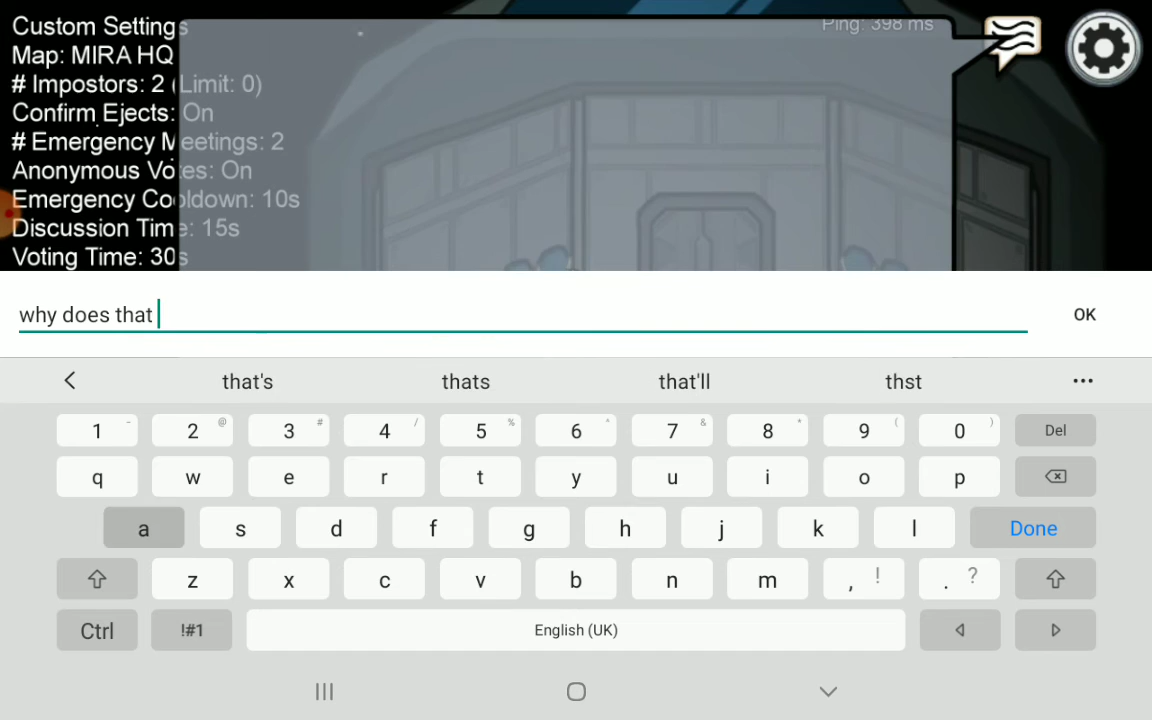 Custom Settings
Ping: 398 ms
Map: MIRA HQ
# Impostors: 2 (Limit: 0)
Confirm Ejects: On
# Emergency Meetings: 2
Anonymous Votes: On
Emergency Cooldown: 10s
Discussion Time: 15s
Voting Time: 30s
why does that
OK
that's thats that'll thst •••
1 - 2 @ 3 # 4 / 5 % 6 ^ 7 & 8 * 9 ( 0 ) Del
q w e r t y u i o p
a s d f g h j k l Done
z x c v b n m , ! . ?
Ctrl !#1 English (UK)